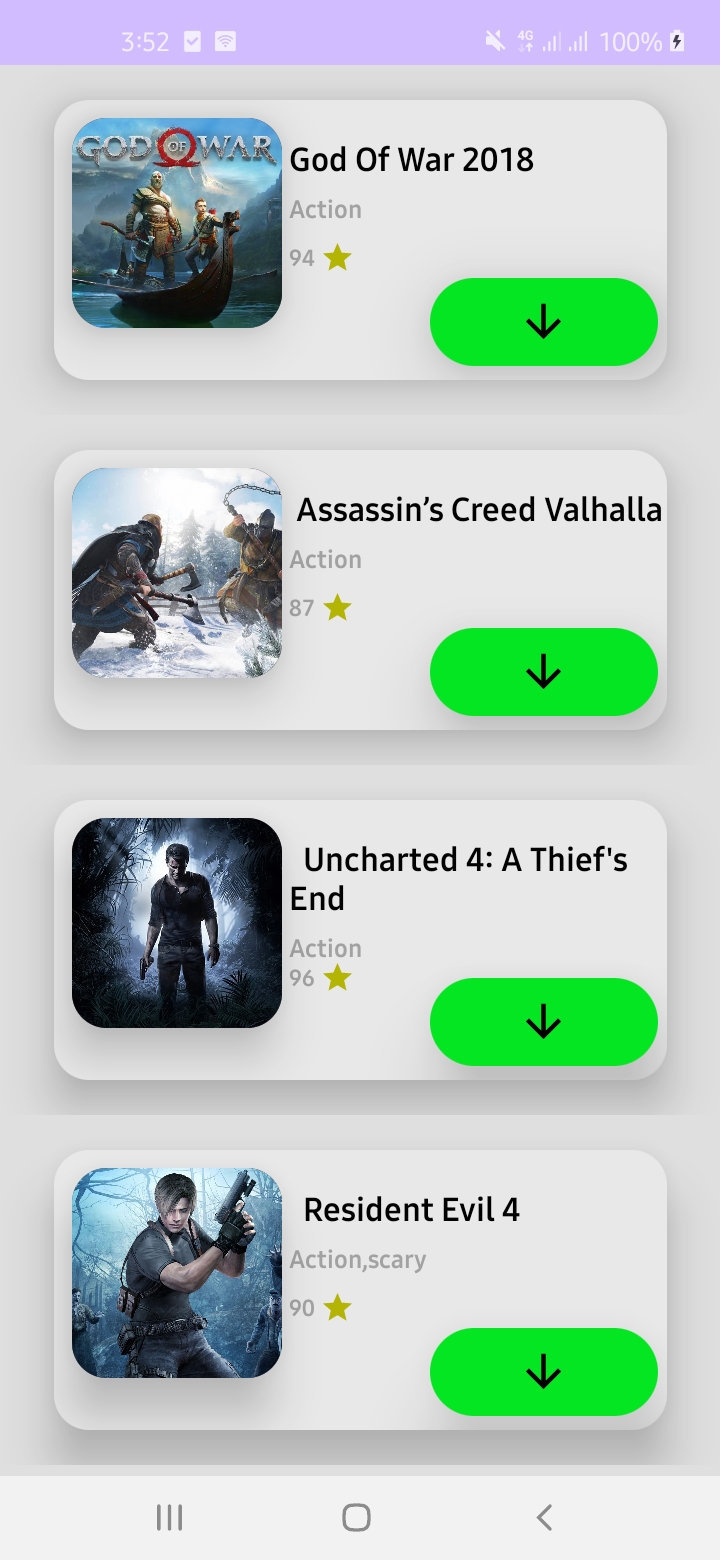 3:52 4G 100%
GOD OF WAR
God Of War 2018
Action
94
Assassin’s Creed Valhalla
Action
87
Uncharted 4: A Thief's
End
Action
96
Resident Evil 4
Action,scary
90